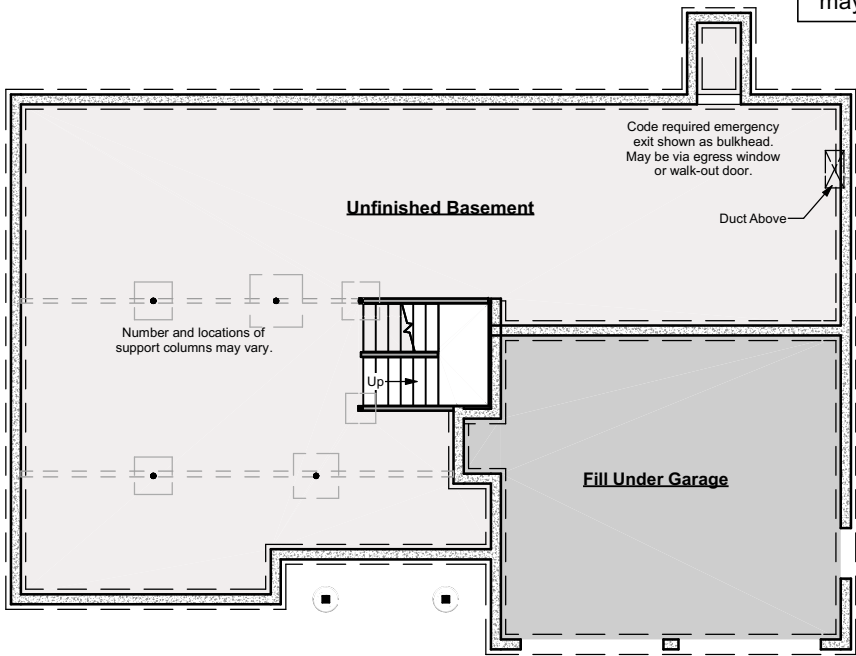 may
Code required emergency
exit shown as bulkhead.
May be via egress window
or walk-out door.
Unfinished Basement
Duct Above
Number and locations of
support columns may vary.
Up
Fill Under Garage